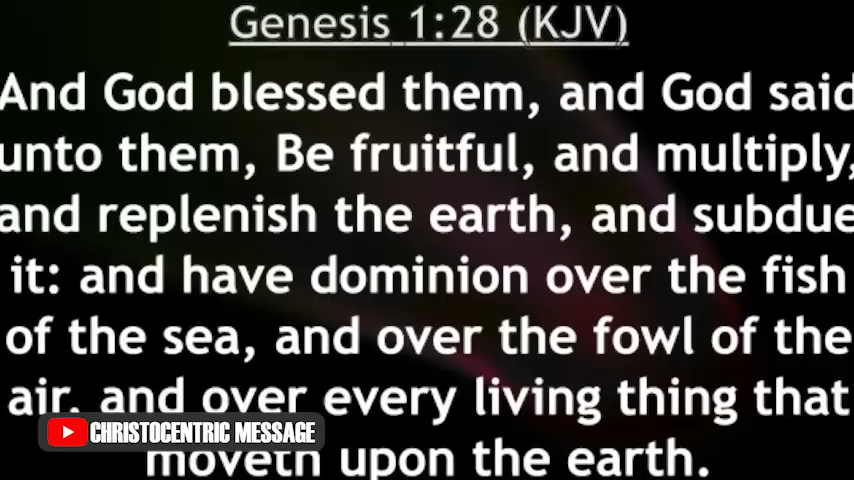 Genesis 1:28 (KJV)
And God blessed them, and God said
unto them, Be fruitful, and multiply,
and replenish the earth, and subdue
it: and have dominion over the fish
of the sea, and over the fowl of the
air, and over every living thing that
CHRISTOCENTRIC MESSAGE
moveth upon the earth.